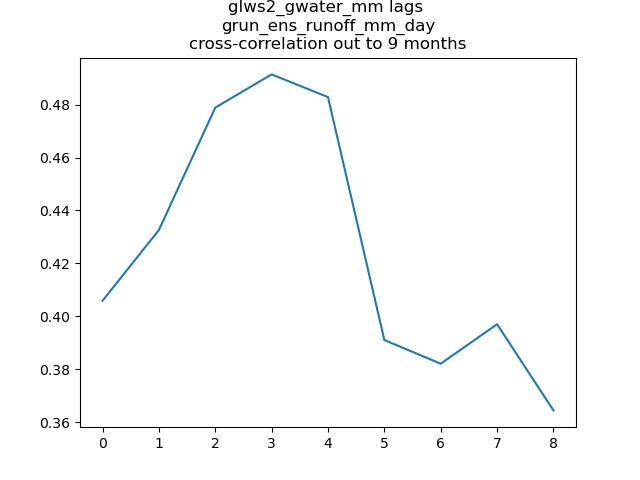 glws2_gwater_mm lags
grun_ens_runoff_mm_day
cross-correlation out to 9 months
0.48
0.46
0.44
0.42
0.40
0.38
0.36
0 1 2 3 4 5 6 7 8